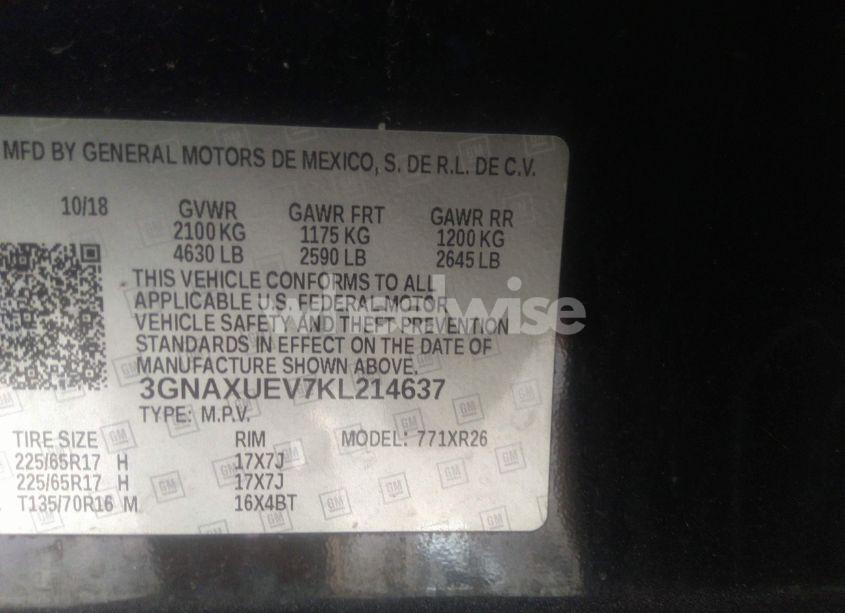 MFD BY GENERAL MOTORS DE MEXICO, S. DE R.L. DE C.V.
10/18 GVWR GAWR FRT GAWR RR
2100 KG 1175 KG 1200 KG
4630 LB 2590 LB 2645 LB
THIS VEHICLE CONFORMS TO ALL
APPLICABLE U.S. FEDERAL MOTOR
VEHICLE SAFETY AND THEFT PREVENTION
STANDARDS IN EFFECT ON THE DATE OF
MANUFACTURE SHOWN ABOVE.
3GNAXUEV7KL214637
TYPE: M.P.V.
TIRE SIZE RIM MODEL: 771XR26
225/65R17 H 17X7J
225/65R17 H 17X7J
T135/70R16 M 16X4BT